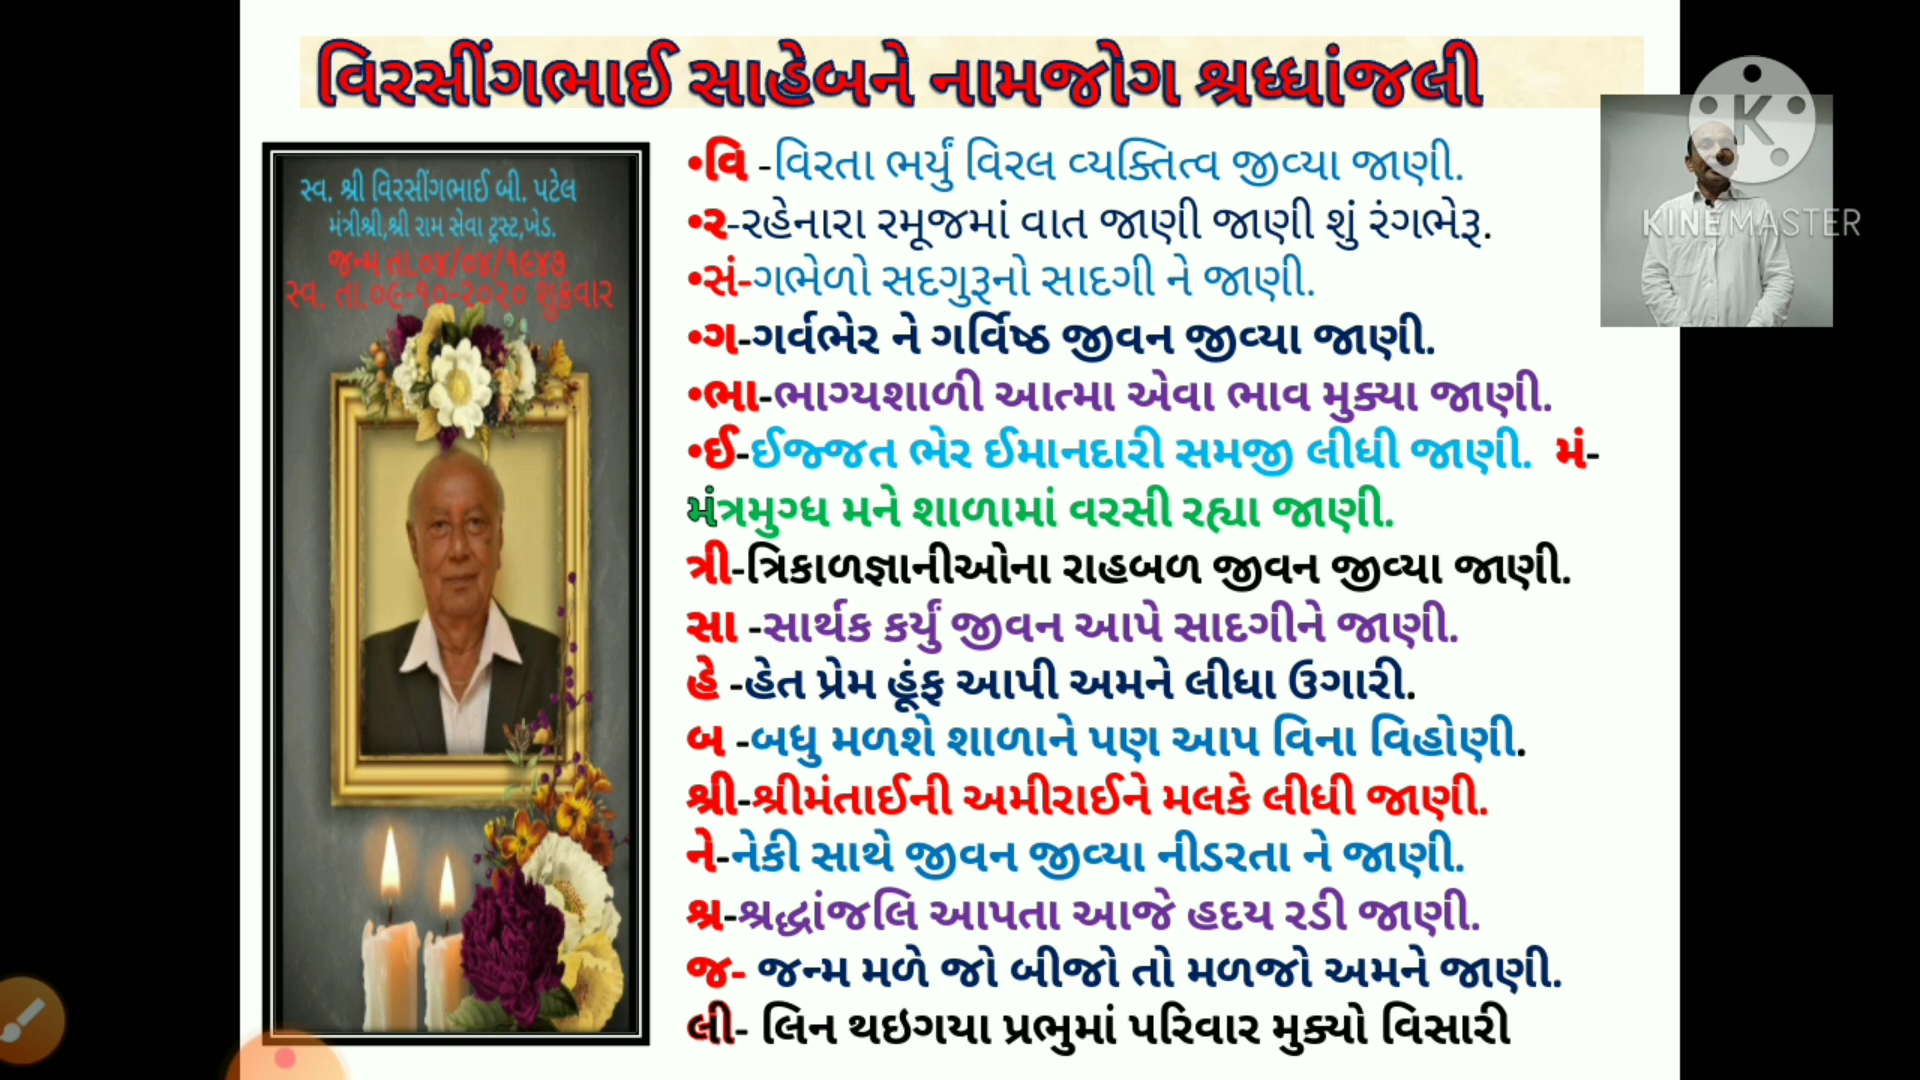 વિરસીંગભાઈ સાહેબને નામજોગ શ્રધ્ધાંજલી
સ્વ. શ્રી વિરસીંગભાઈ બી. પટેલ
મંત્રીશ્રી,શ્રી રામ સેવા ટ્રસ્ટ,ખેડ.
જન્મ તા.૦૪/૦૪/૧૯૪૭
સ્વ. તા.૦૯-૧૦-૨૦૨૦ શુક્રવાર
•વિ -વિરતા ભર્યું વિરલ વ્યક્તિત્વ જીવ્યા જાણી.
•ર-રહેનારા રમૂજમાં વાત જાણી જાણી શું રંગભેરૂ.
•સં-ગભેળો સદગુરૂનો સાદગી ને જાણી.
•ગ-ગર્વભેર ને ગર્વિષ્ઠ જીવન જીવ્યા જાણી.
•ભા-ભાગ્યશાળી આત્મા એવા ભાવ મુક્યા જાણી.
•ઈ-ઈજ્જત ભેર ઈમાનદારી સમજી લીધી જાણી. મં-
મંત્રમુગ્ધ મને શાળામાં વરસી રહ્યા જાણી.
ત્રી-ત્રિકાળજ્ઞાનીઓના રાહબળ જીવન જીવ્યા જાણી.
સા -સાર્થક કર્યું જીવન આપે સાદગીને જાણી.
હે -હેત પ્રેમ હૂંફ આપી અમને લીધા ઉગારી.
બ -બધુ મળશે શાળાને પણ આપ વિના વિહોણી.
શ્રી-શ્રીમંતાઈની અમીરાઈને મલકે લીધી જાણી.
ને-નેકી સાથે જીવન જીવ્યા નીડરતા ને જાણી.
શ્ર-શ્રદ્ધાંજલિ આપતા આજે હદય રડી જાણી.
જ- જન્મ મળે જો બીજો તો મળજો અમને જાણી.
લી- લિન થઇગયા પ્રભુમાં પરિવાર મુક્યો વિસારી
K
KINEMASTER